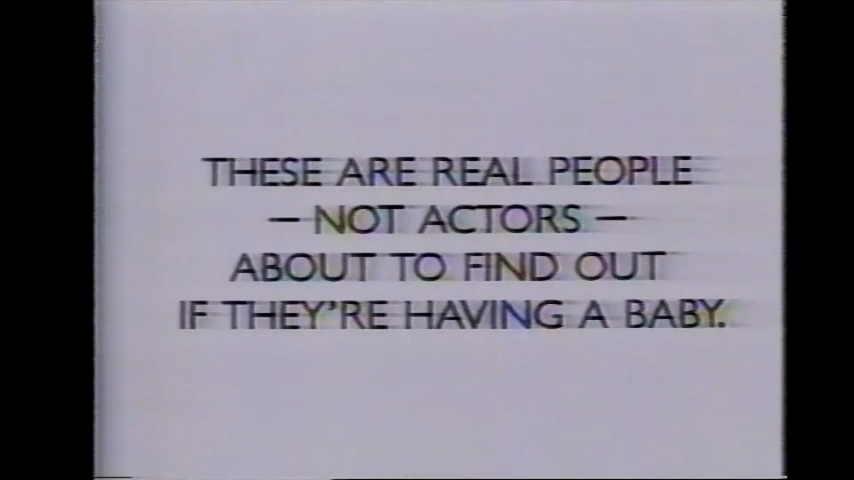 THESE ARE REAL PEOPLE
— NOT ACTORS —
ABOUT TO FIND OUT
IF THEY'RE HAVING A BABY.